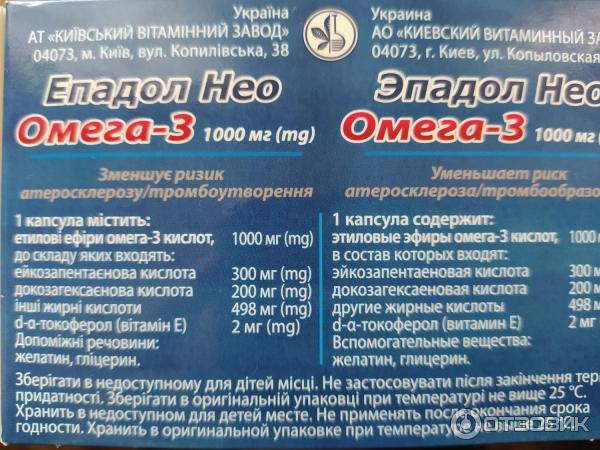 Україна
АТ «КИЇВСЬКИЙ ВІТАМІННИЙ ЗАВОД»
04073, м. Київ, вул. Копилівська, 38
Епадол Нео
Омега-3 1000 мг (mg)
Зменшує ризик
атеросклерозу/тромбоутворення
1 капсула містить:
етилові ефіри омега-3 кислот, 1000 мг (mg)
до складу яких входять:
ейкозапентаєнова кислота 300 мг (mg)
докозагексаєнова кислота 200 мг (mg)
інші жирні кислоти 498 мг (mg)
d-α-токоферол (вітамін Е) 2 мг (mg)
Допоміжні речовини:
желатин, гліцерин.
Украина
АО «КИЕВСКИЙ ВИТАМИННЫЙ
04073, г. Киев, ул. Копыловская
Эпадол Нео
Омега-3 1000 мг
Уменьшает риск
атеросклероза/тромбообразо
1 капсула содержит:
этиловые эфиры омега-3 кислот, 1000
в состав которых входят:
эйкозапентаеновая кислота 300
докозагексаеновая кислота 200
другие жирные кислоты 498
d-α-токоферол (витамин Е) 2 мг
Вспомогательные вещества:
желатин, глицерин.
Зберігати в недоступному для дітей місці. Не застосовувати після закінчення
придатності. Зберігати в оригінальній упаковці при температурі не вище 25 °С.
Хранить в недоступном для детей месте. Не применять после окончания срока
годности. Хранить в оригинальной упаковке при температуре не выше 25 °С.
ОТЗОВИК